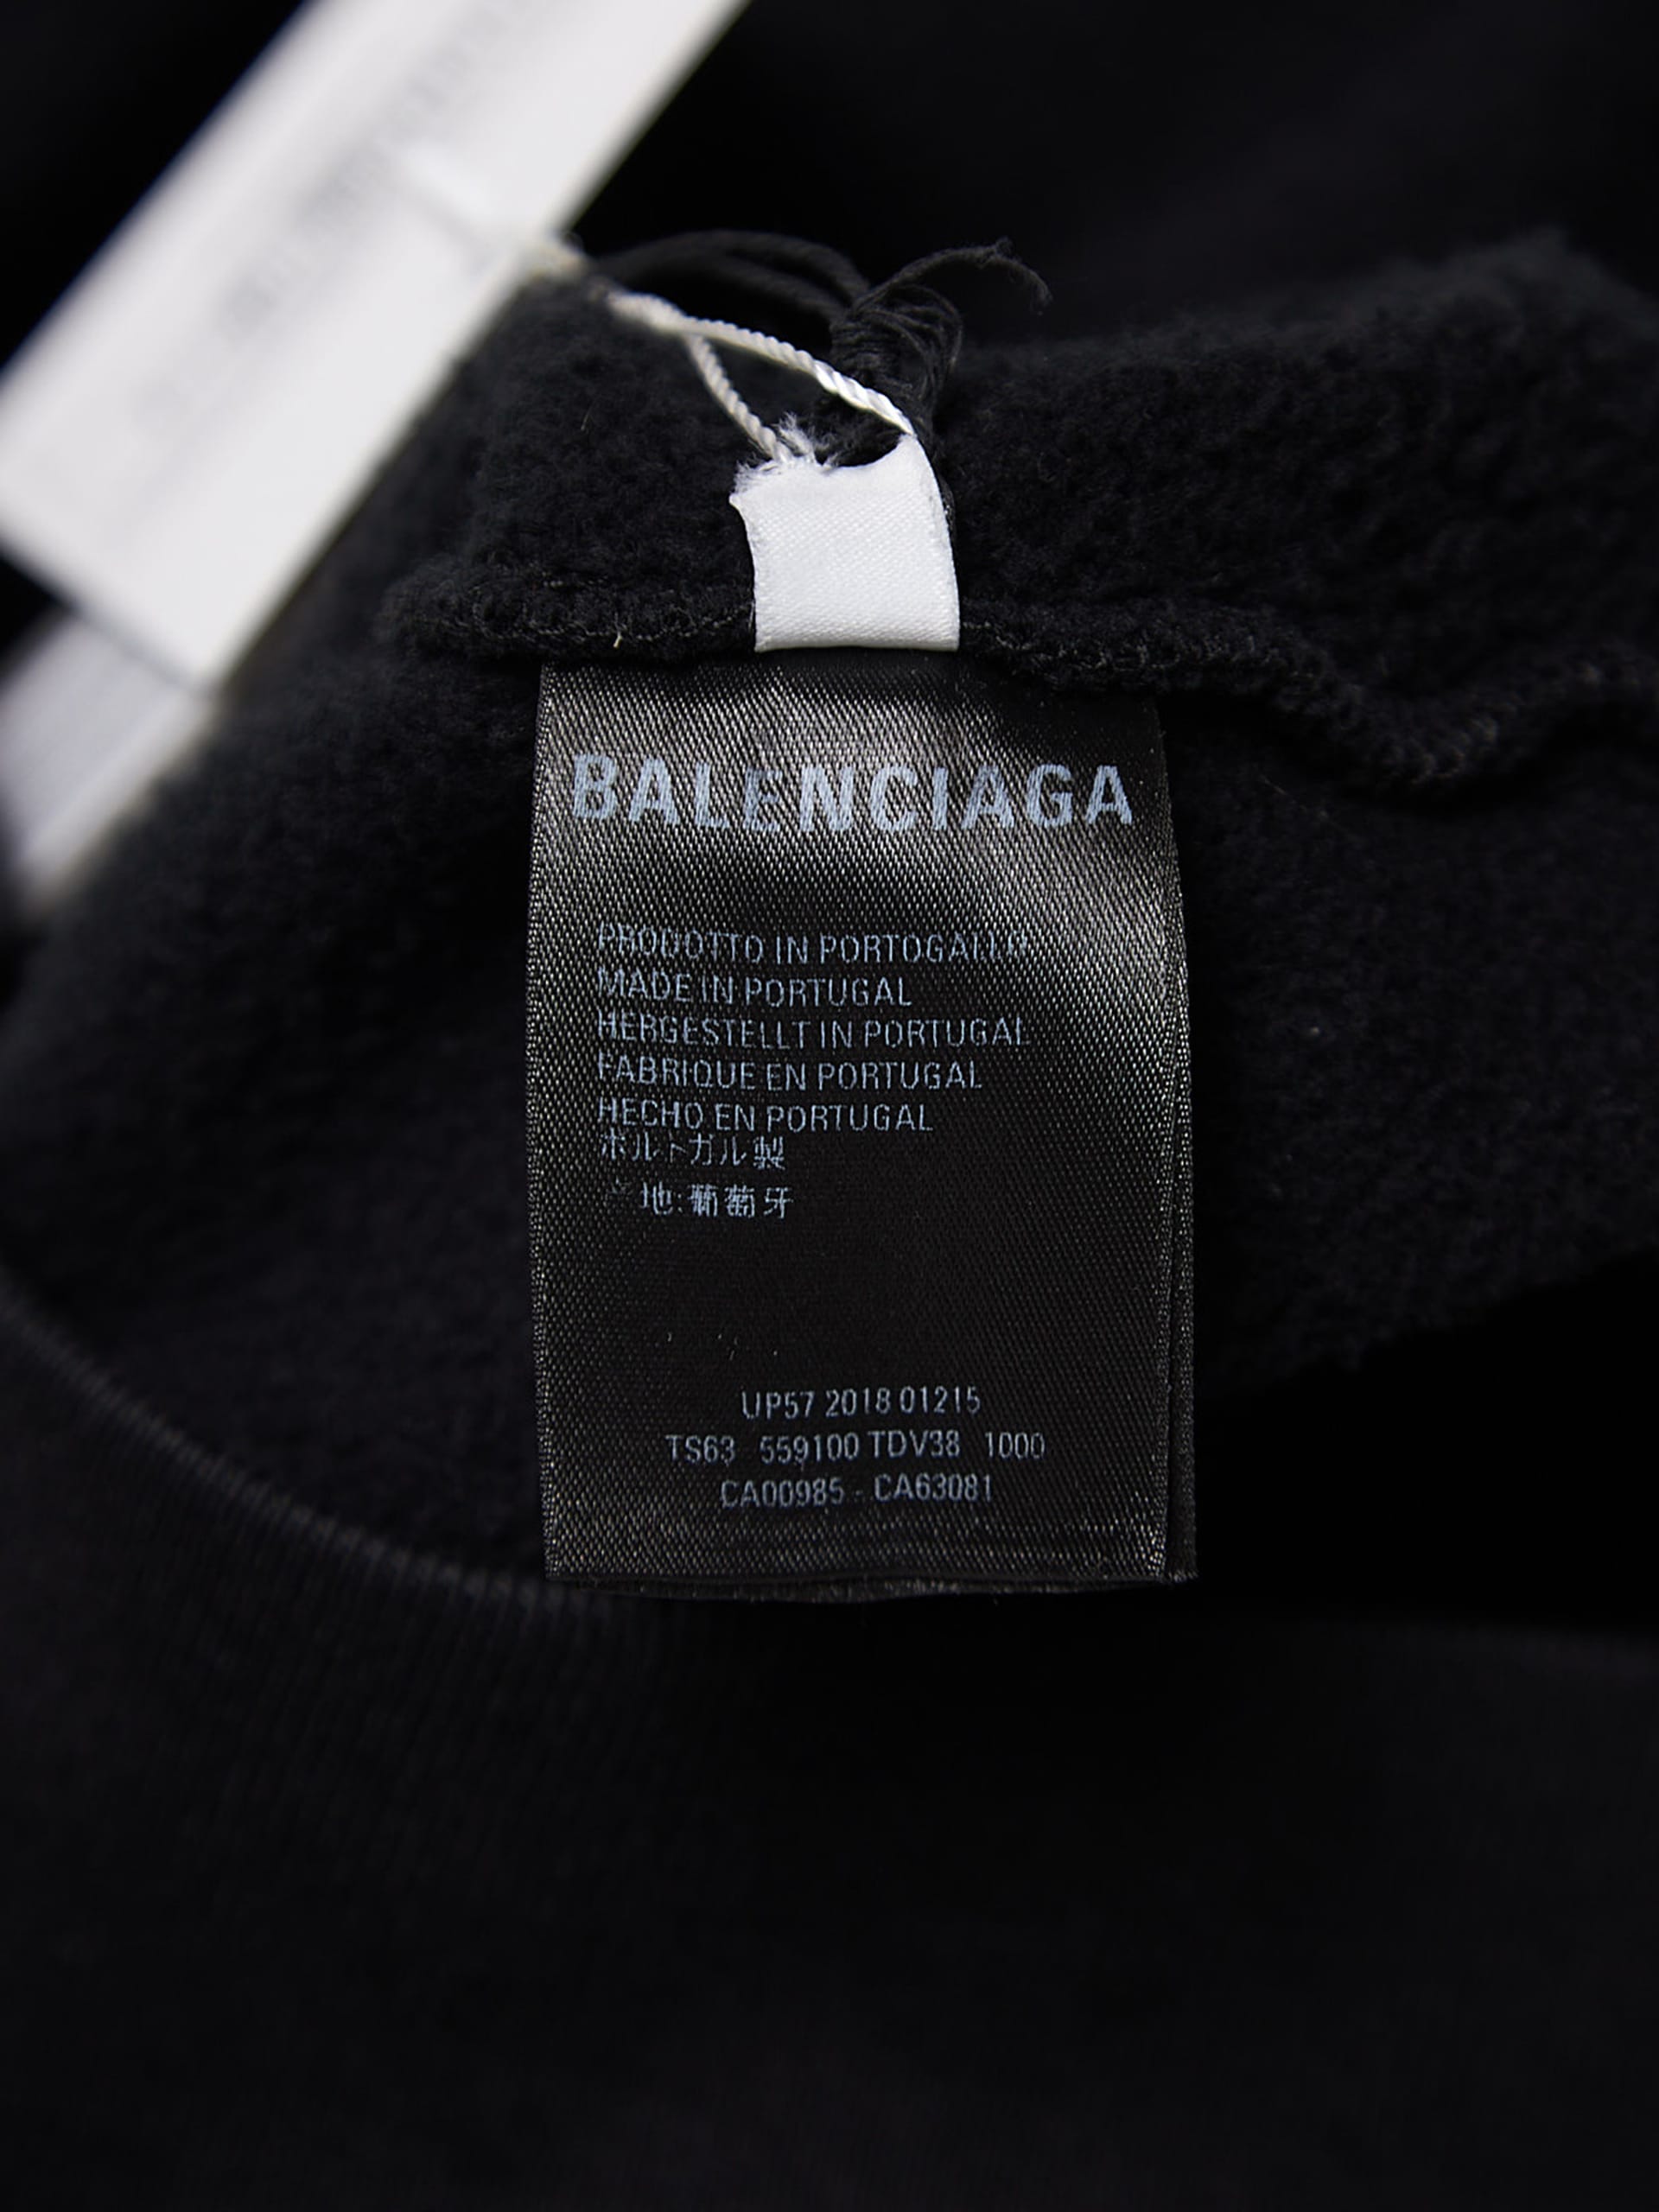 BALENCIAGA
PRODOTTO IN PORTOGALLO
MADE IN PORTUGAL
HERGESTELLT IN PORTUGAL
FABRIQUE EN PORTUGAL
HECHO EN PORTUGAL
ポルトガル製
产 地:葡萄牙
UP57 2018 01215
TS63 559100 TDV38 1000
CA00985 - CA63081